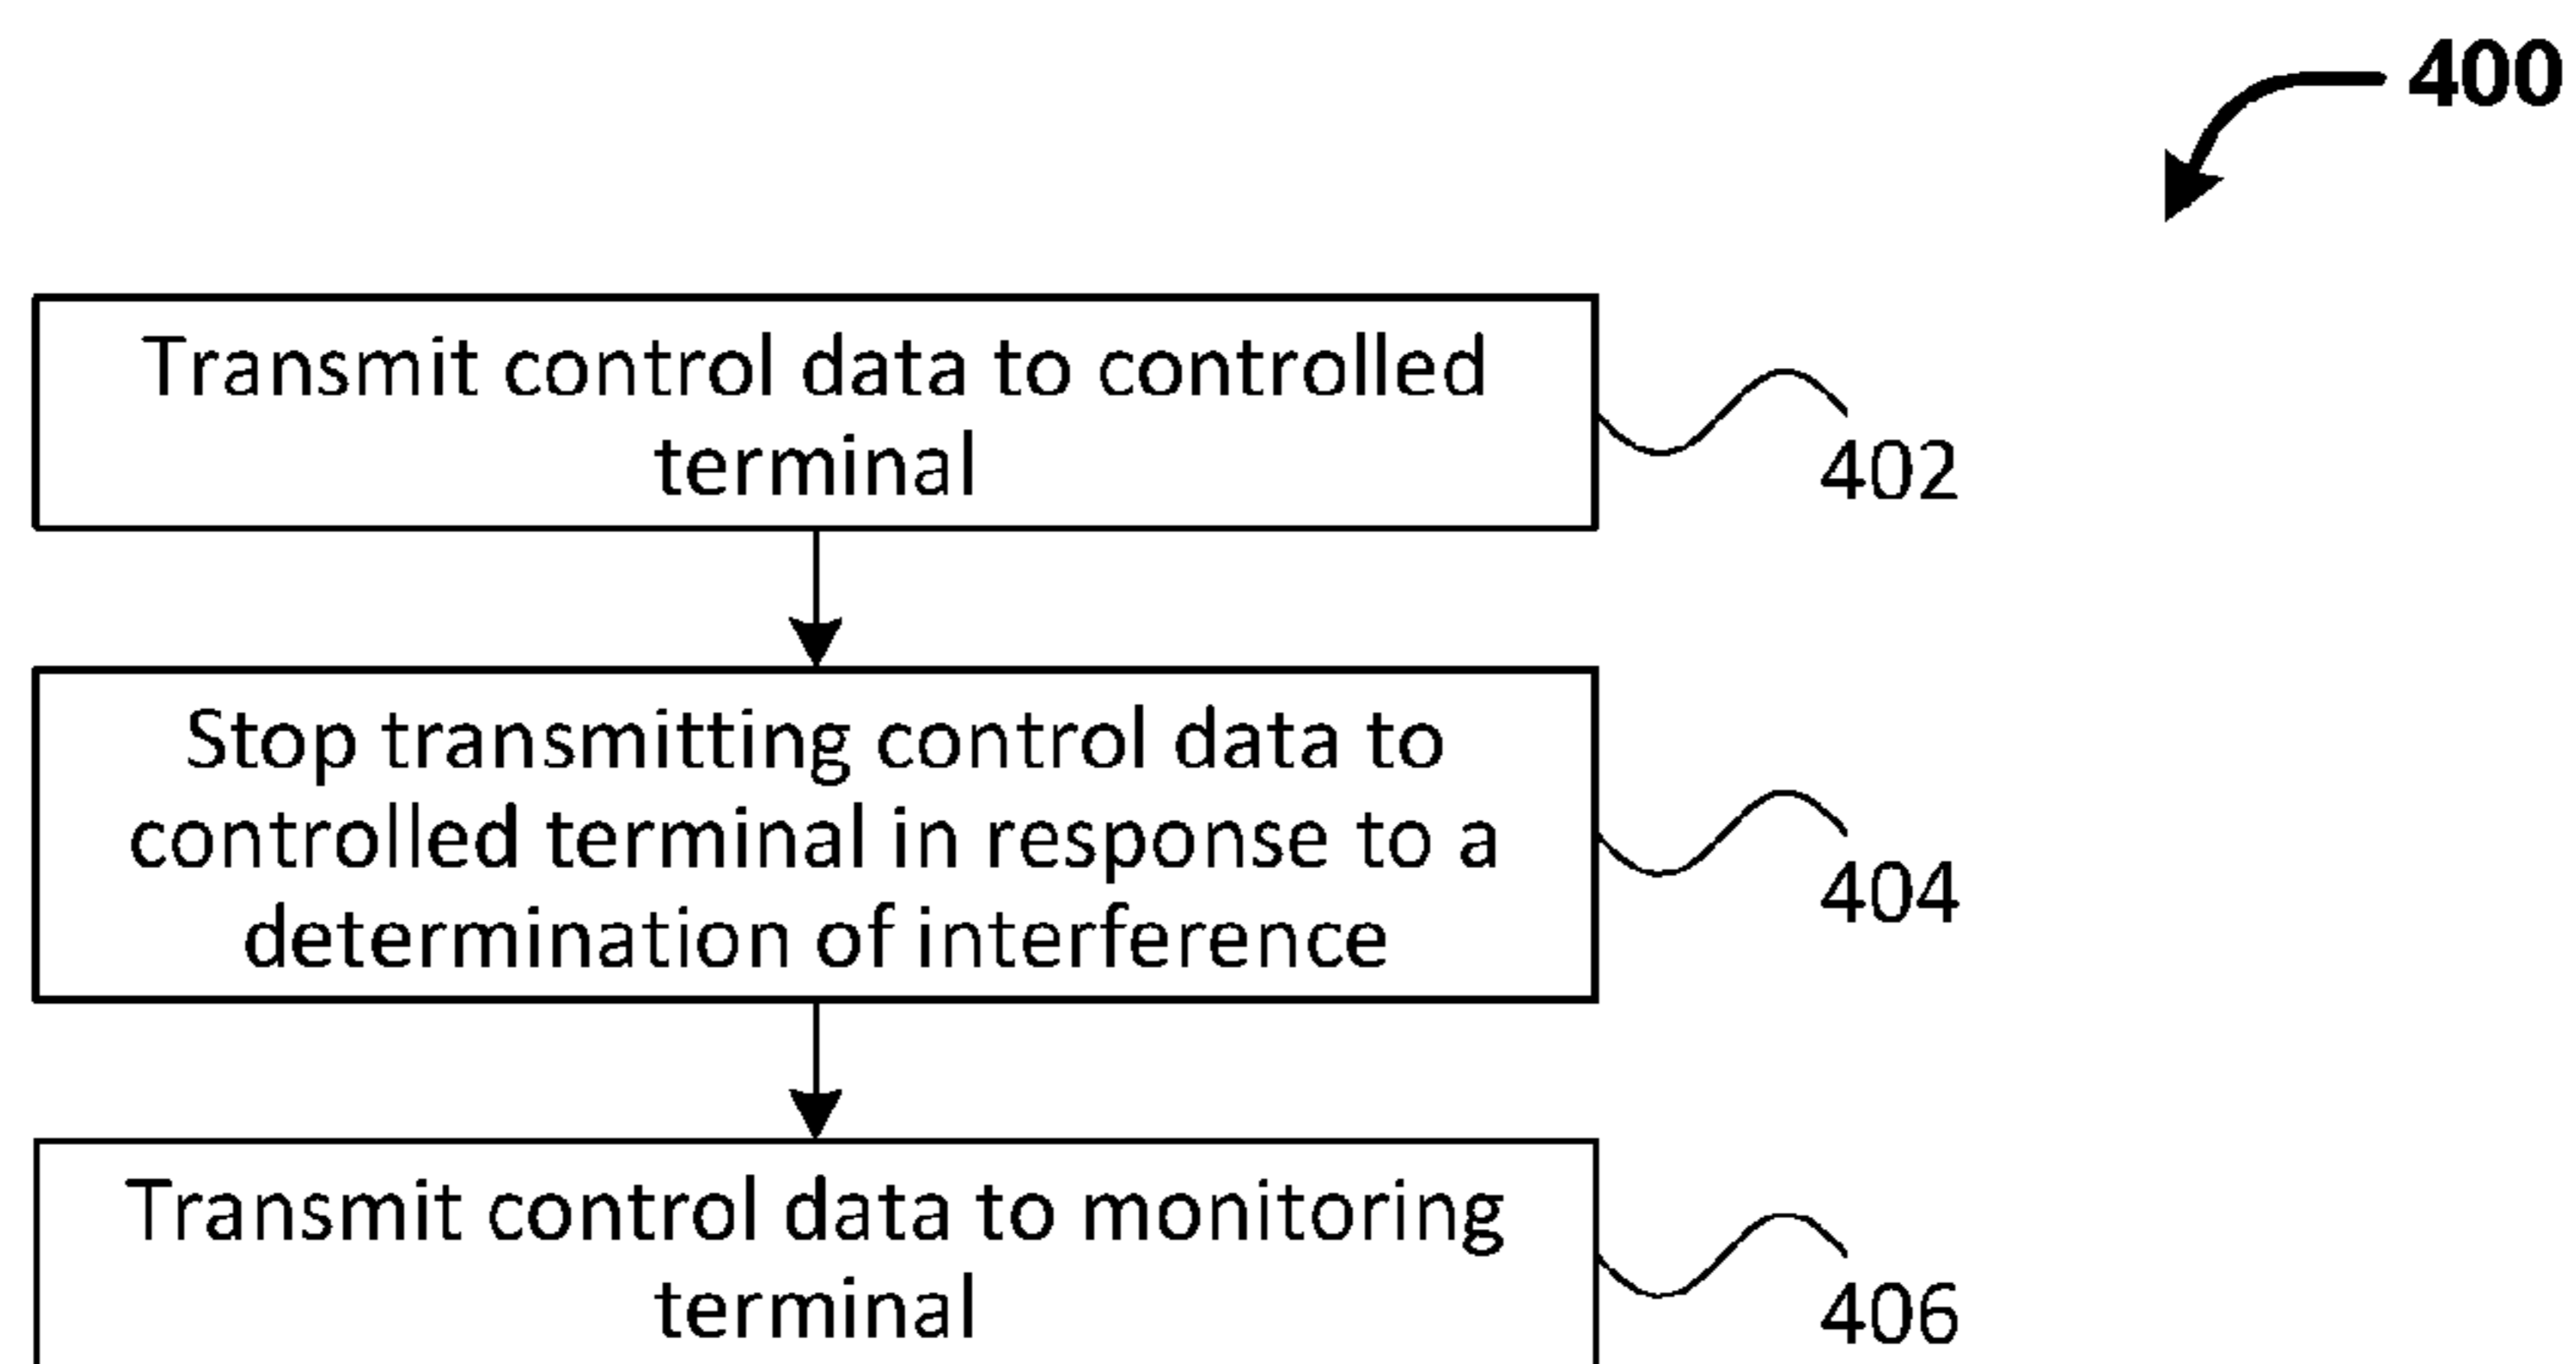 400
Transmit control data to controlled
terminal
402
Stop transmitting control data to
controlled terminal in response to a
determination of interference
404
Transmit control data to monitoring
terminal
406